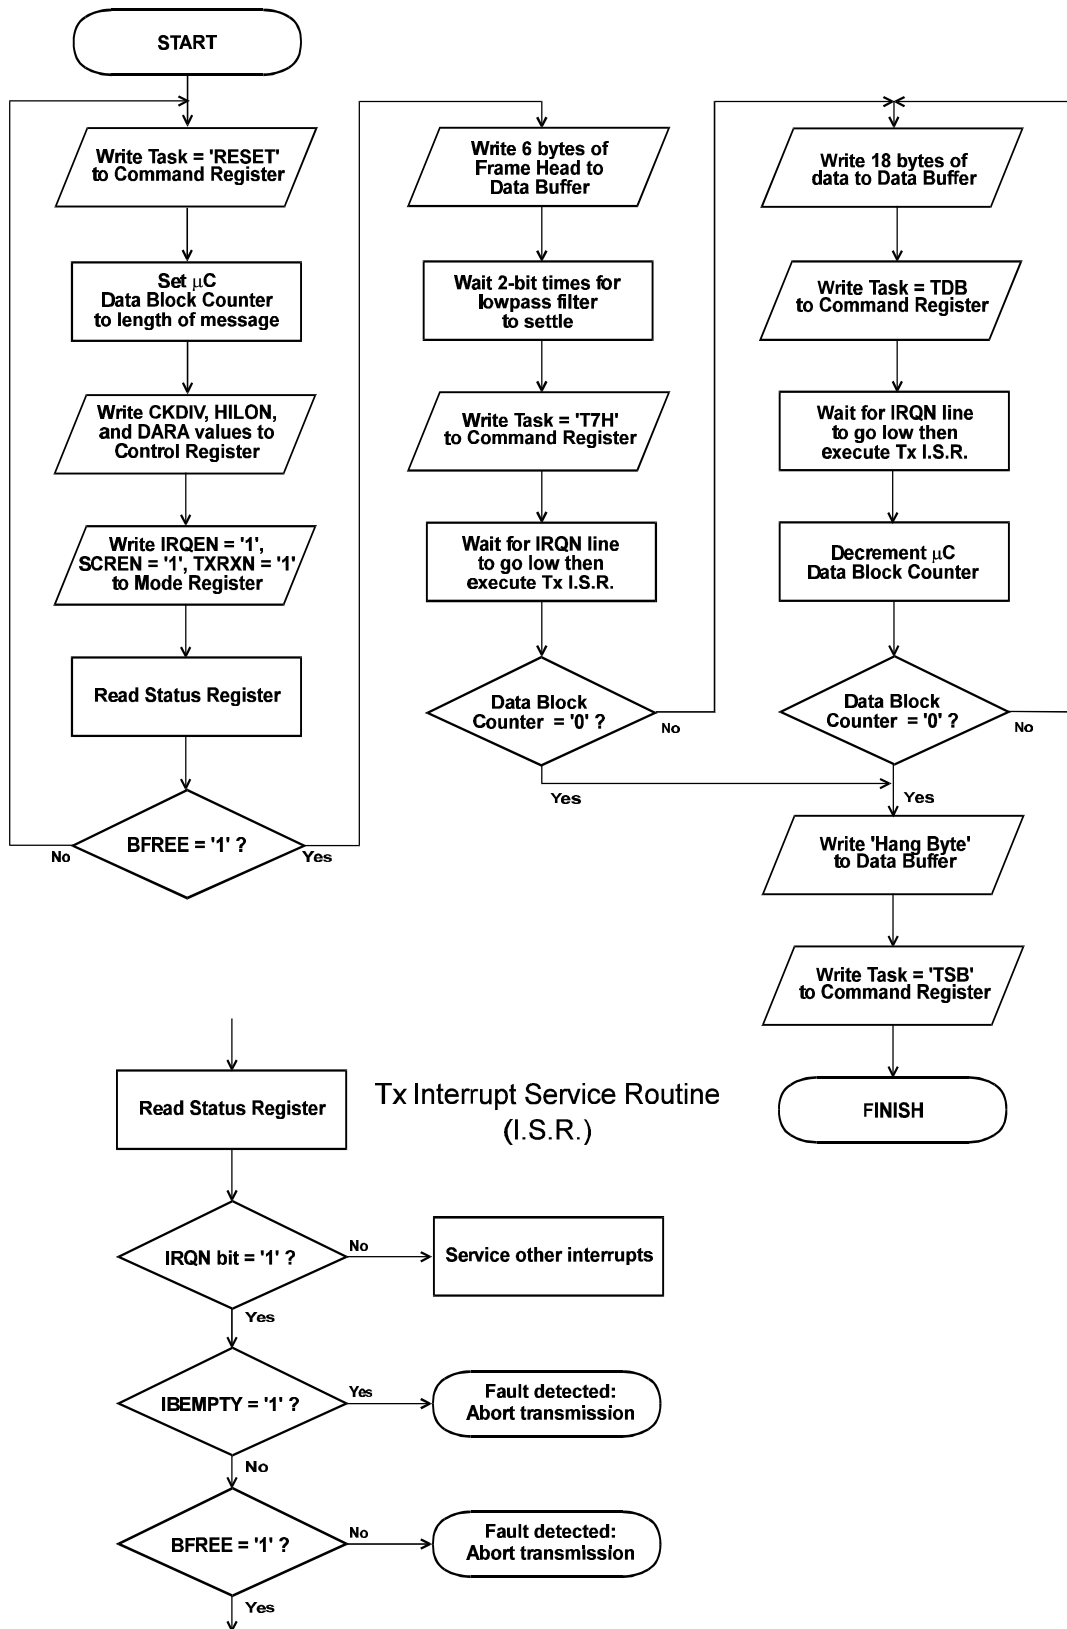 START
Write Task = 'RESET'
to Command Register
Set µC
Data Block Counter
to length of message
Write CKDIV, HILON,
and DARA values to
Control Register
Write IRQEN = '1',
SCREN = '1', TXRXN = '1'
to Mode Register
Read Status Register
BFREE = '1' ?
No
Yes
Write 6 bytes of
Frame Head to
Data Buffer
Wait 2-bit times for
lowpass filter
to settle
Write Task = 'T7H'
to Command Register
Wait for IRQN line
to go low then
execute Tx I.S.R.
Data Block
Counter = '0' ?
No
Yes
Write 18 bytes of
data to Data Buffer
Write Task = TDB
to Command Register
Wait for IRQN line
to go low then
execute Tx I.S.R.
Decrement µC
Data Block Counter
Data Block
Counter = '0' ?
No
Yes
Write 'Hang Byte'
to Data Buffer
Write Task = 'TSB'
to Command Register
FINISH
Tx Interrupt Service Routine
(I.S.R.)
Read Status Register
IRQN bit = '1' ?
No
Service other interrupts
Yes
IBEMPTY = '1' ?
Yes
Fault detected:
Abort transmission
No
BFREE = '1' ?
No
Fault detected:
Abort transmission
Yes